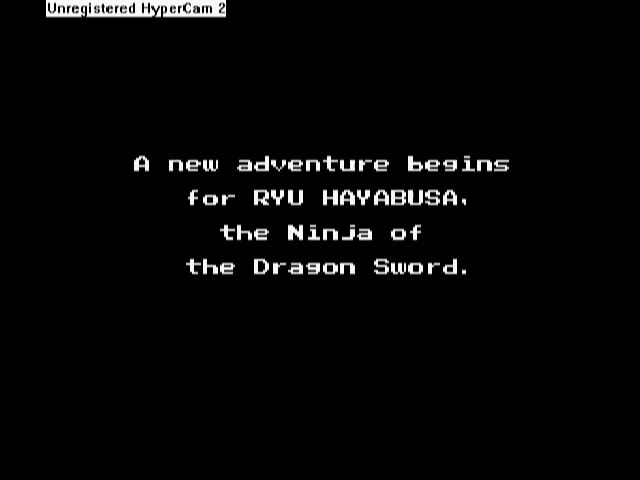 Unregistered HyperCam 2
A new adventure begins
for RYU HAYABUSA,
the Ninja of
the Dragon Sword.